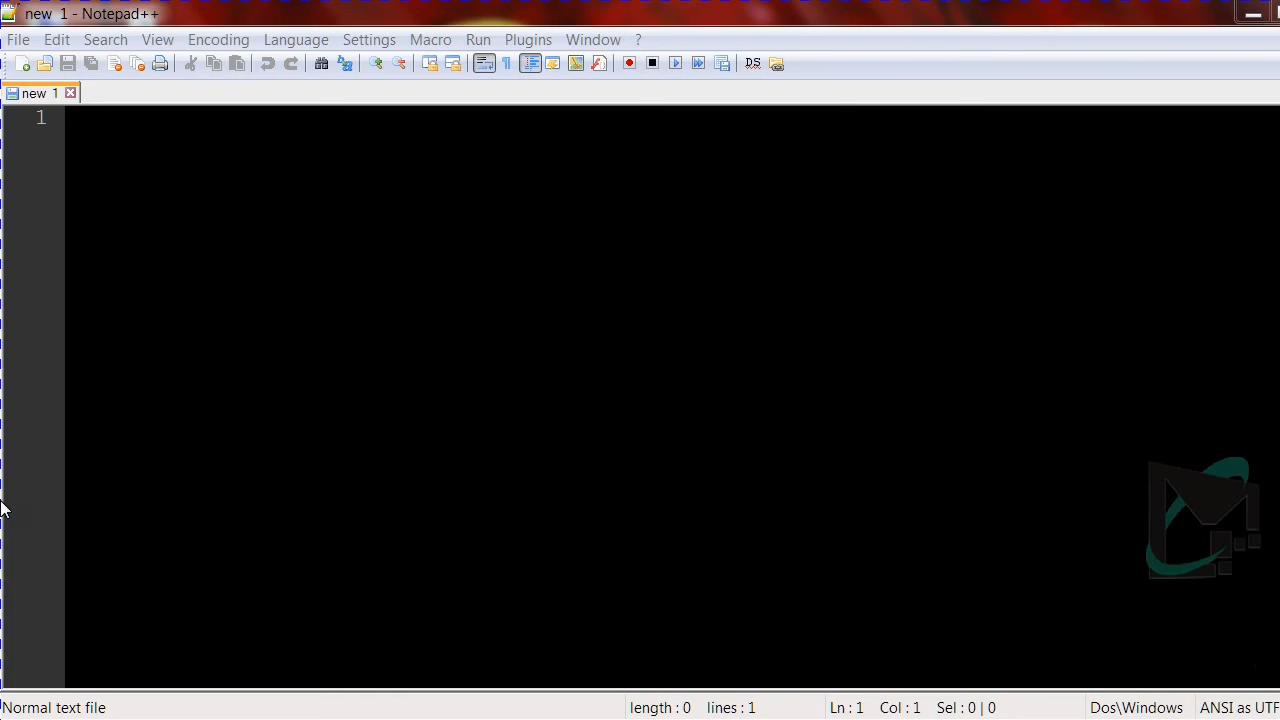 new 1 - Notepad++
File Edit Search View Encoding Language Settings Macro Run Plugins Window ?
new 1
1
Normal text file length : 0 lines : 1 Ln : 1 Col : 1 Sel : 0 | 0 Dos\Windows ANSI as UTF